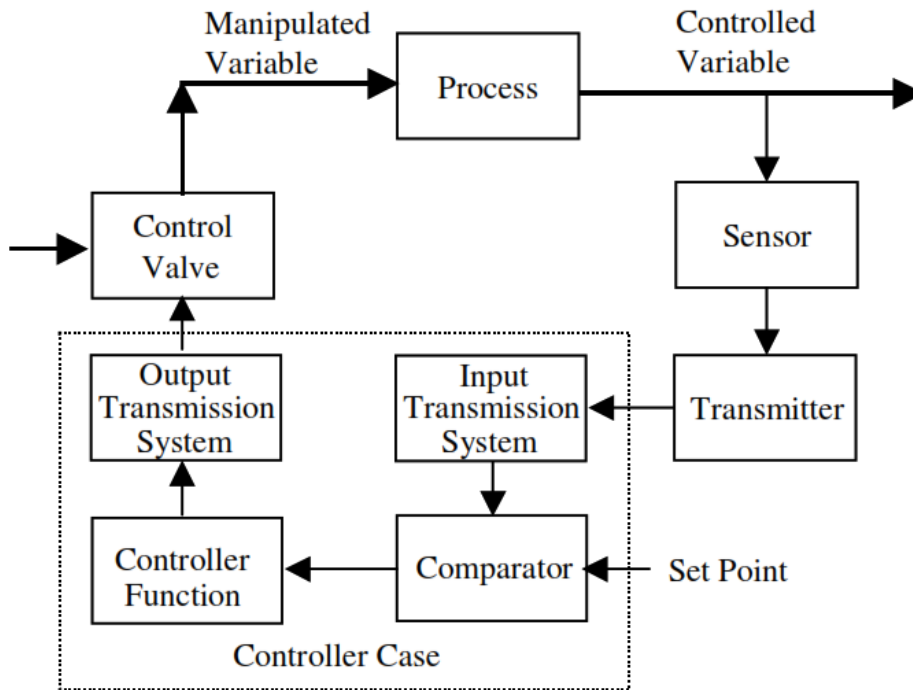 Manipulated
Variable
Process
Controlled
Variable
Control
Valve
Sensor
Output
Transmission
System
Input
Transmission
System
Transmitter
Controller
Function
Comparator
Set Point
Controller Case